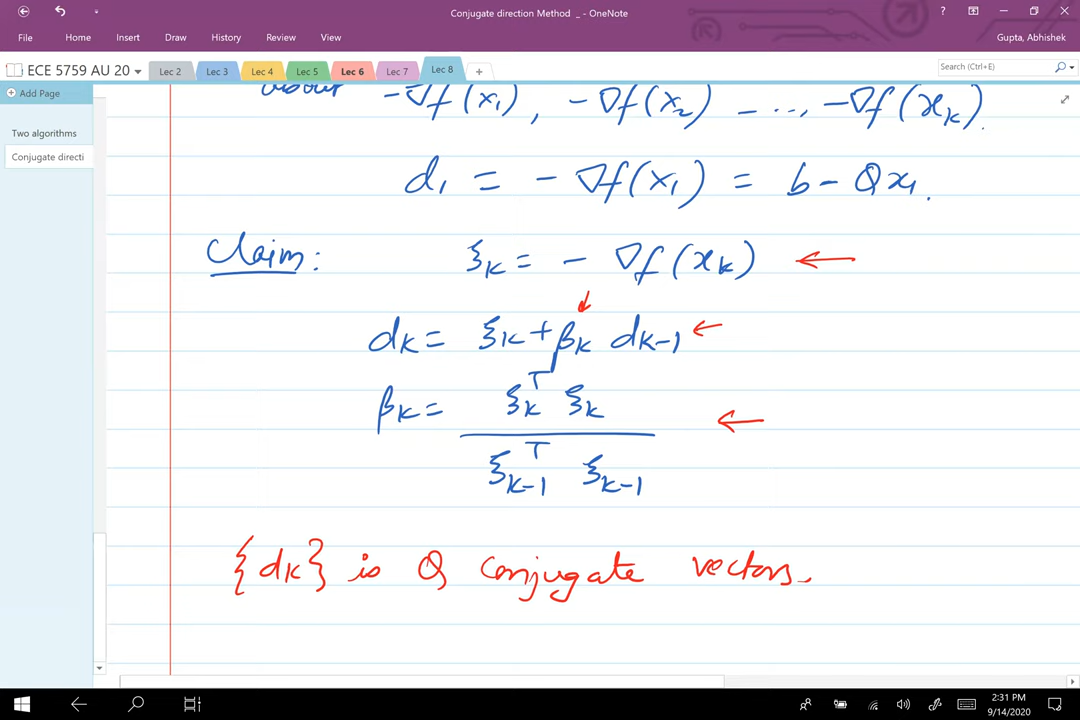 Conjugate direction Method _ - OneNote
Gupta, Abhishek
File Home Insert Draw History Review View
ECE 5759 AU 20
Lec 2 Lec 3 Lec 4 Lec 5 Lec 6 Lec 7 Lec 8
Search (Ctrl+E)
Add Page
Two algorithms
Conjugate directi
about -∇f(x₁), -∇f(x₂) - ..., -∇f(xₖ).
d₁ = - ∇f(x₁) = b - Qx₁.
Claim: ξₖ = - ∇f(xₖ) ←
↓
dₖ = ξₖ + βₖ dₖ₋₁ ←
βₖ = ξₖᵀ ξₖ / ξₖ₋₁ᵀ ξₖ₋₁ ←
{dₖ} is Q conjugate vectors.
2:31 PM
9/14/2020